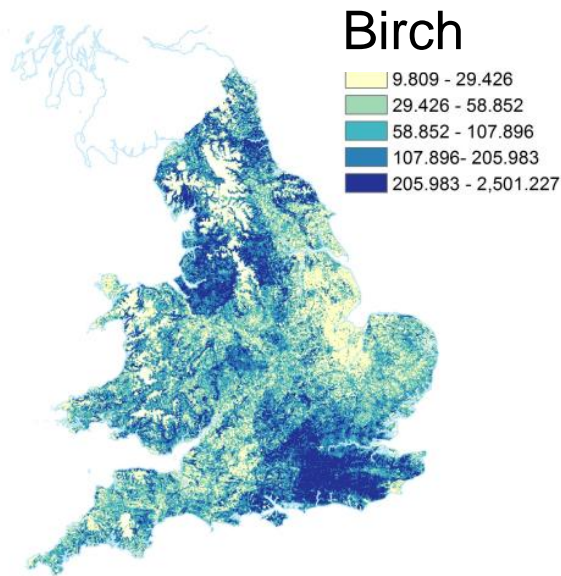 Birch
9.809 - 29.426
29.426 - 58.852
58.852 - 107.896
107.896- 205.983
205.983 - 2,501.227